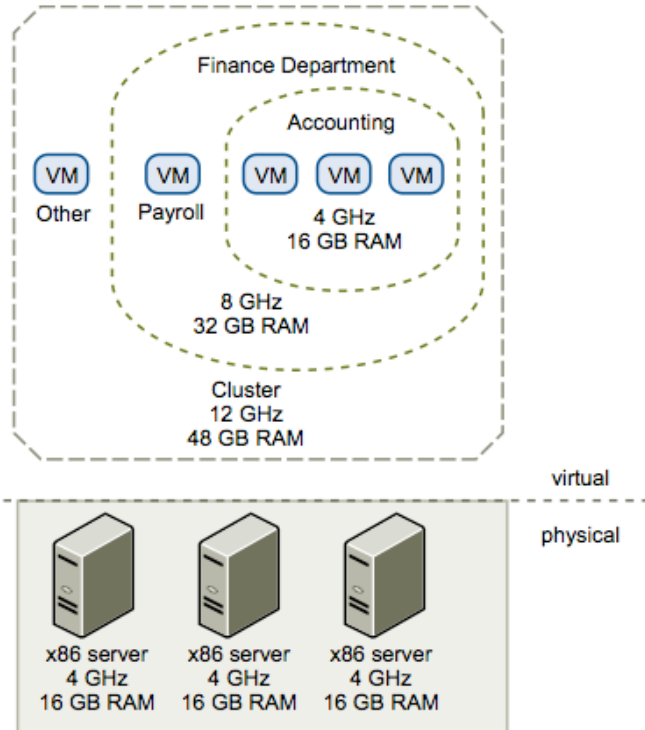 Finance Department
Accounting
VM
VM
VM
VM
VM
Other
Payroll
4 GHz
16 GB RAM
8 GHz
32 GB RAM
Cluster
12 GHz
48 GB RAM
virtual
physical
x86 server
4 GHz
16 GB RAM
x86 server
4 GHz
16 GB RAM
x86 server
4 GHz
16 GB RAM